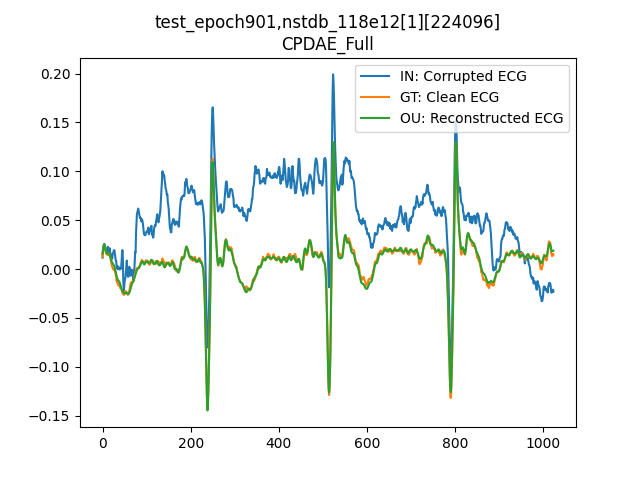 test_epoch901,nstdb_118e12[1][224096]
CPDAE_Full
IN: Corrupted ECG
GT: Clean ECG
OU: Reconstructed ECG
0.20
0.15
0.10
0.05
0.00
−0.05
−0.10
−0.15
0 200 400 600 800 1000